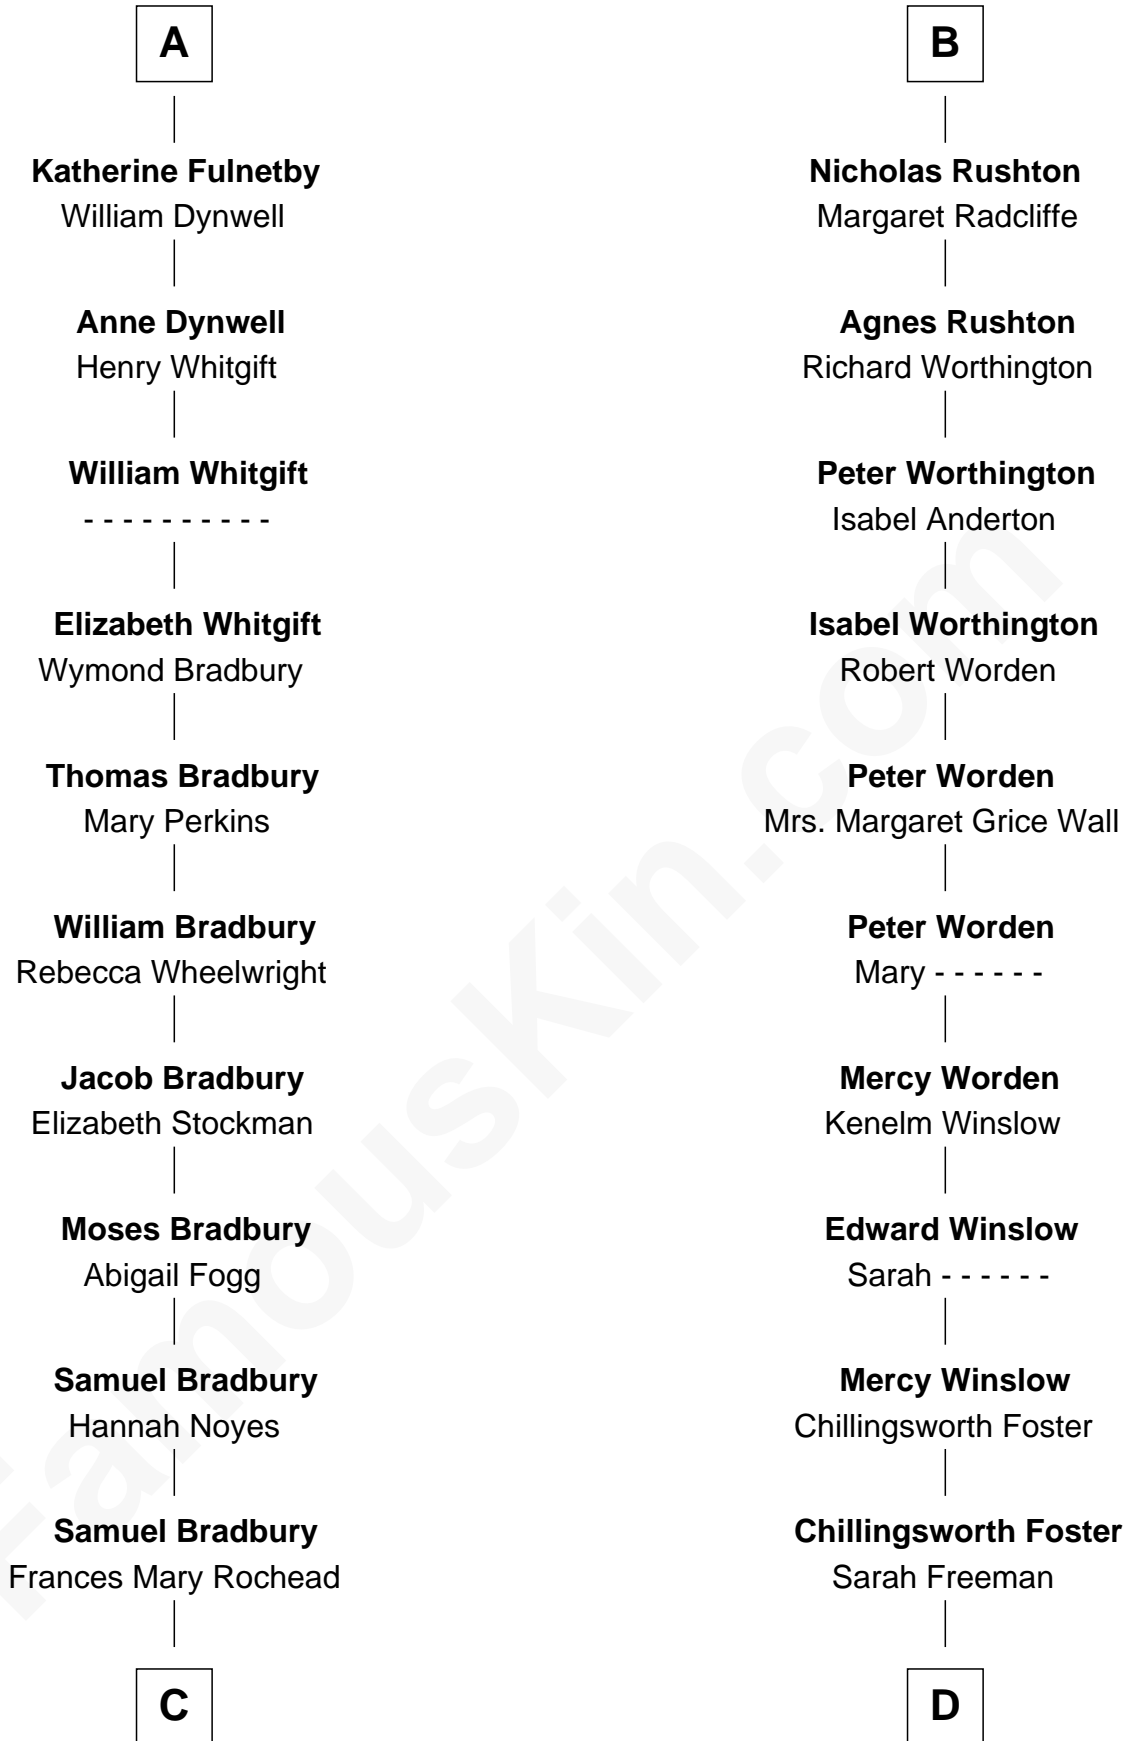 A
Katherine Fulnetby
William Dynwell
Anne Dynwell
Henry Whitgift
William Whitgift
- - - - - - - - - -
Elizabeth Whitgift
Wymond Bradbury
Thomas Bradbury
Mary Perkins
William Bradbury
Rebecca Wheelwright
Jacob Bradbury
Elizabeth Stockman
Moses Bradbury
Abigail Fogg
Samuel Bradbury
Hannah Noyes
Samuel Bradbury
Frances Mary Rochead
C
B
Nicholas Rushton
Margaret Radcliffe
Agnes Rushton
Richard Worthington
Peter Worthington
Isabel Anderton
Isabel Worthington
Robert Worden
Peter Worden
Mrs. Margaret Grice Wall
Peter Worden
Mary - - - - - -
Mercy Worden
Kenelm Winslow
Edward Winslow
Sarah - - - - - -
Mercy Winslow
Chillingsworth Foster
Chillingsworth Foster
Sarah Freeman
D
FamousKin.com